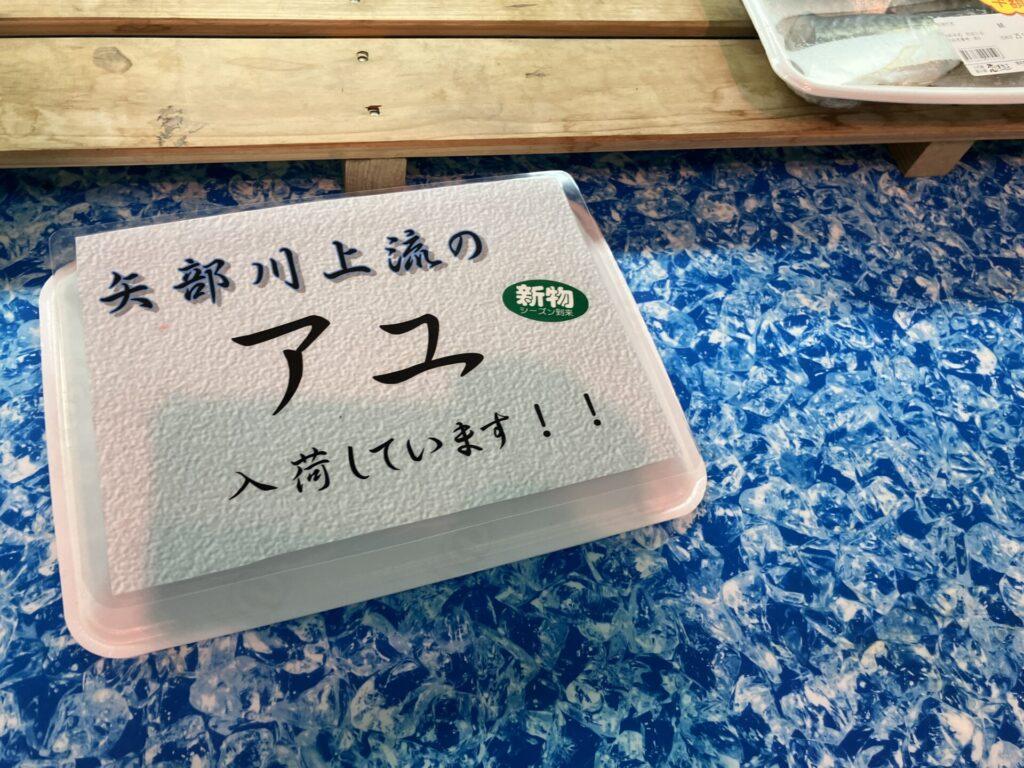 矢部川上流の
新物
シーズン到来
アユ
入荷しています！！